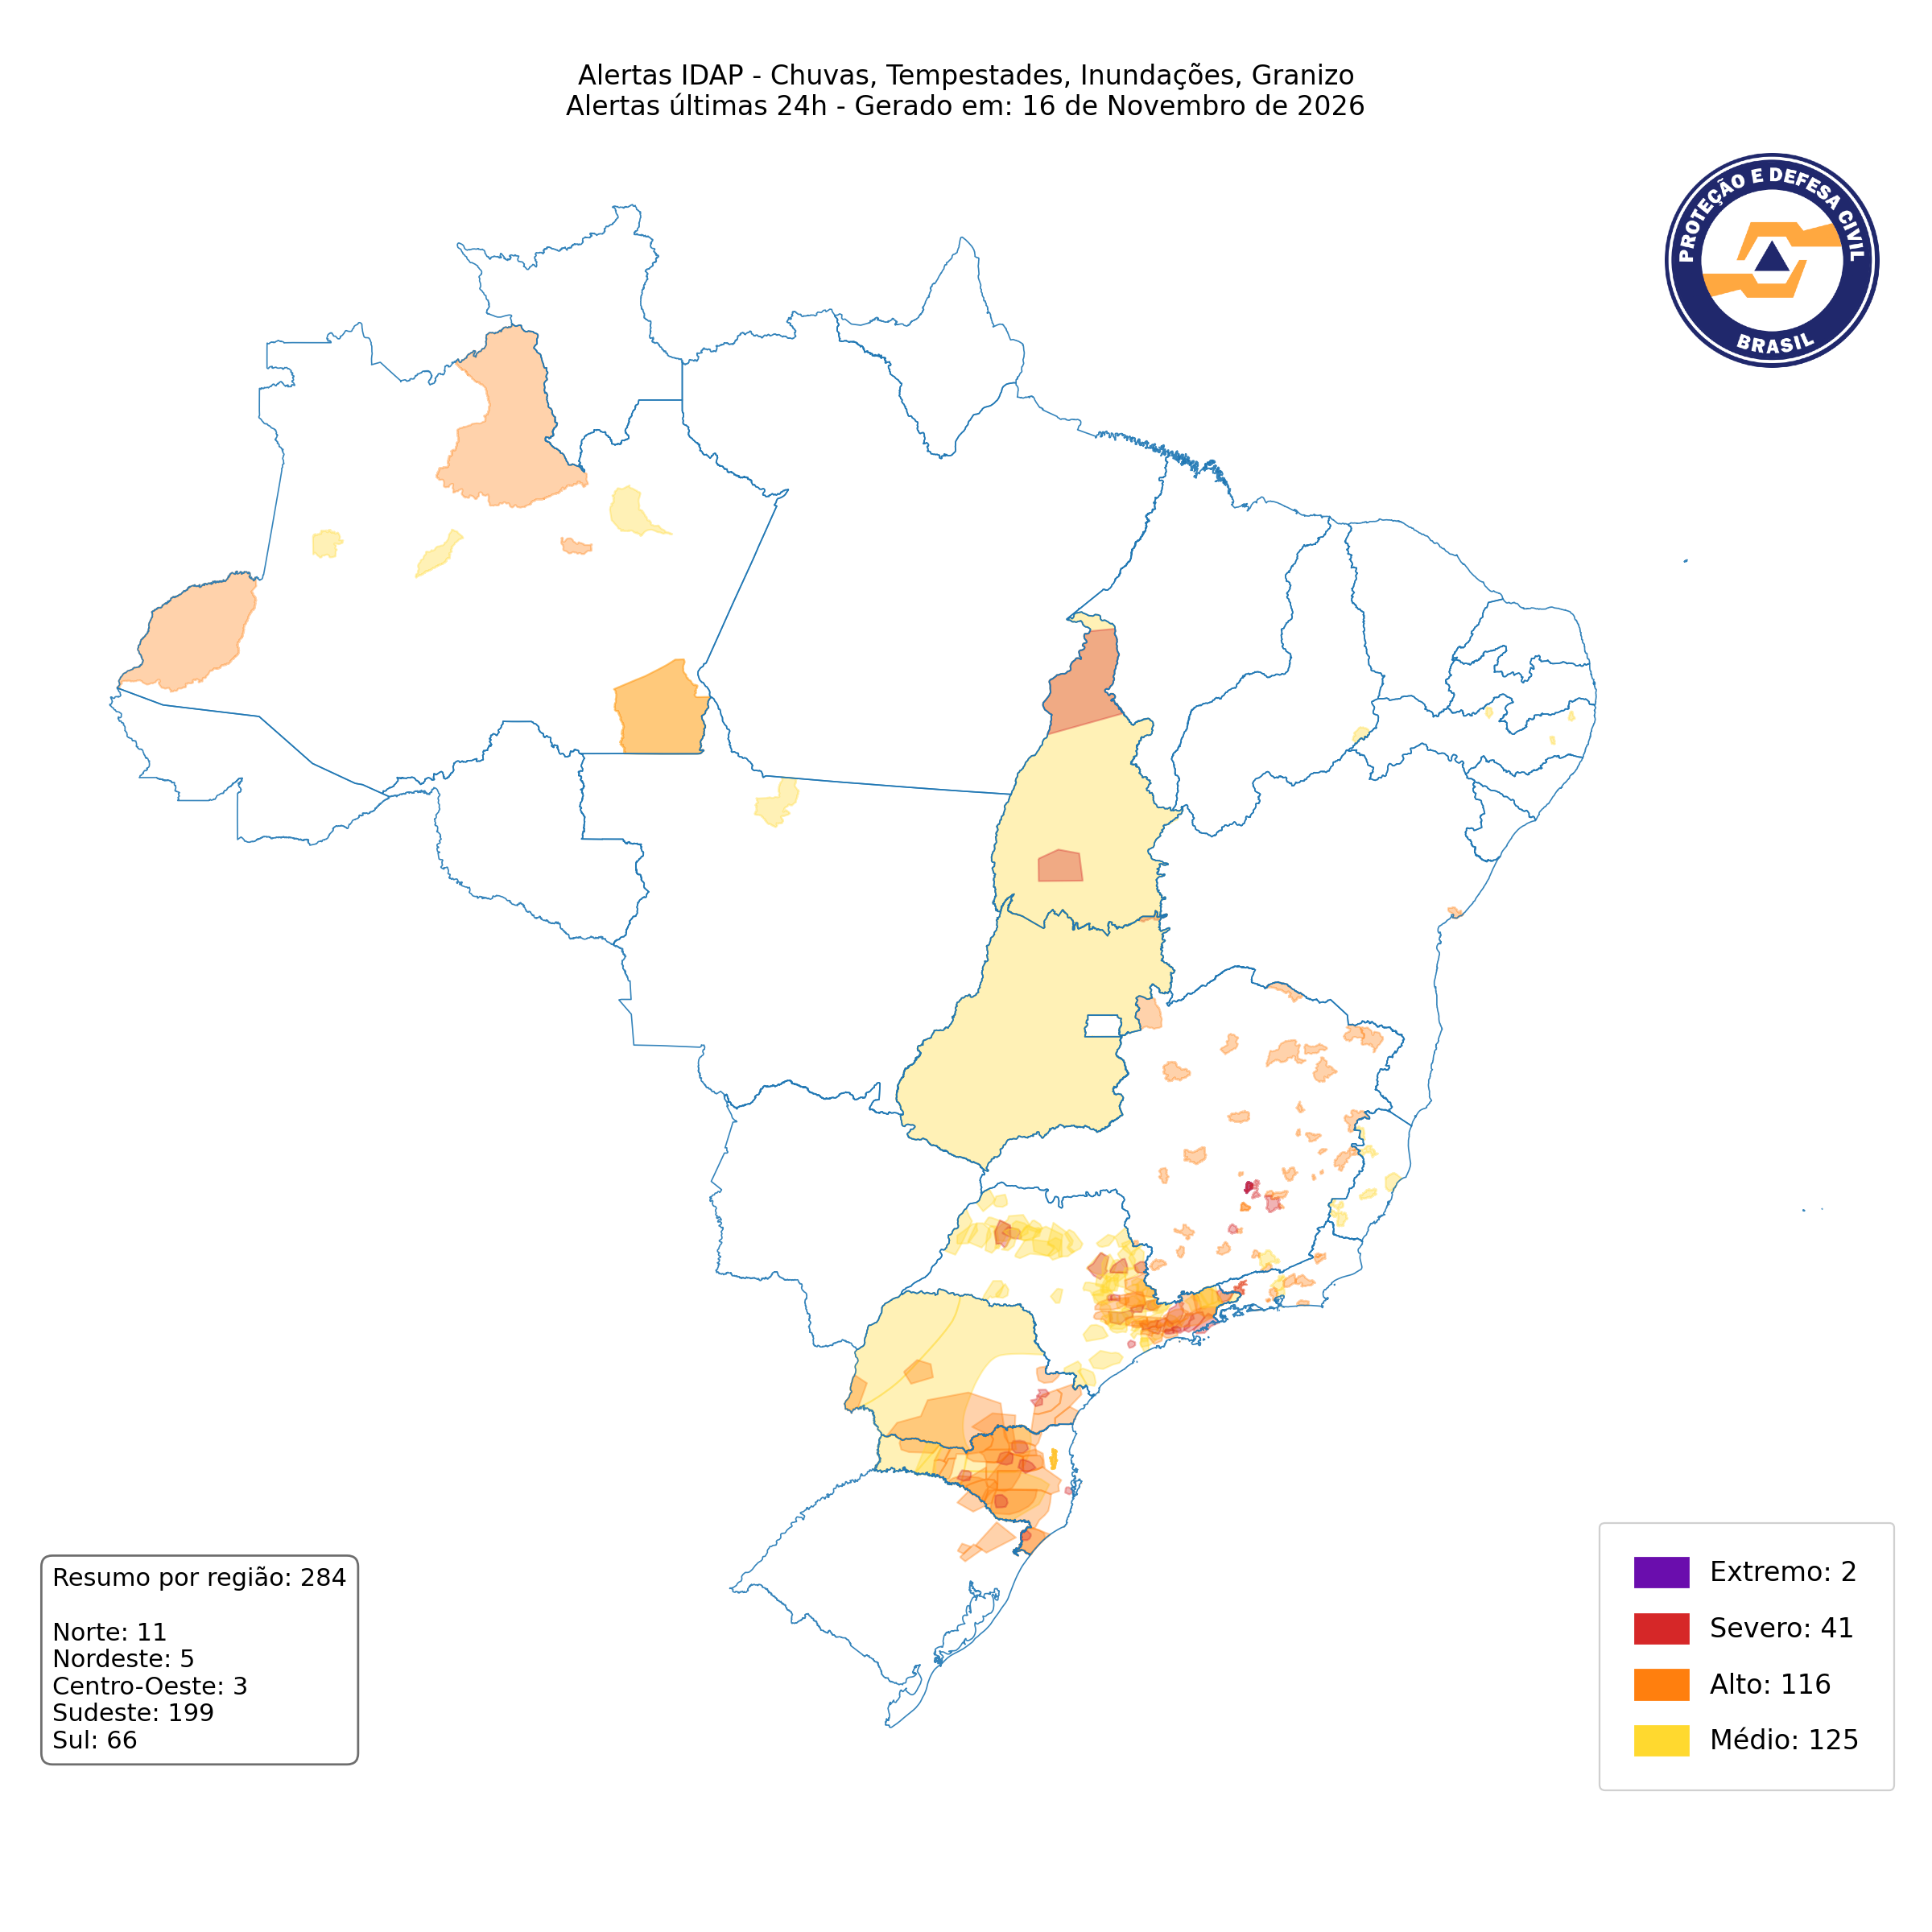 Alertas IDAP - Chuvas, Tempestades, Inundações, Granizo
Alertas últimas 24h - Gerado em: 16 de Novembro de 2026
PROTEÇÃO E DEFESA CIVIL
BRASIL
Resumo por região: 284
Norte: 11
Nordeste: 5
Centro-Oeste: 3
Sudeste: 199
Sul: 66
Extremo: 2
Severo: 41
Alto: 116
Médio: 125